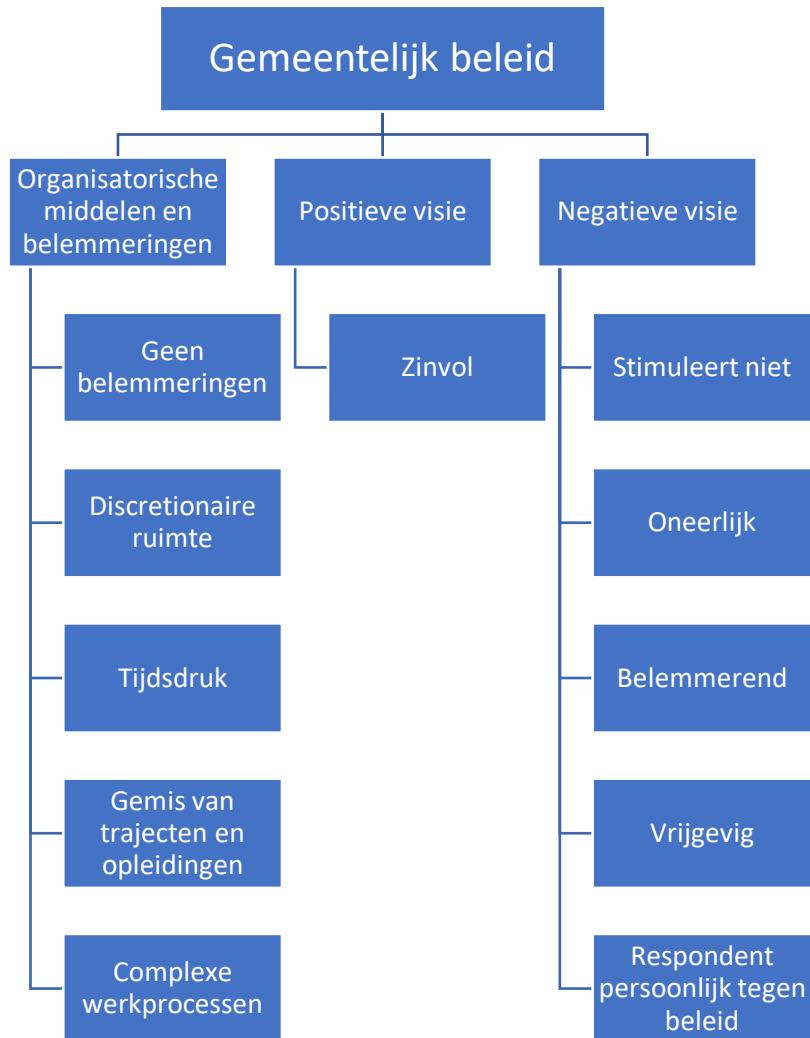 Gemeentelijk beleid
Organisatorische
middelen en
belemmeringen
Geen
belemmeringen
Discretionaire
ruimte
Tijdsdruk
Gemis van
trajecten en
opleidingen
Complexe
werkprocessen
Positieve visie
Zinvol
Negatieve visie
Stimuleert niet
Oneerlijk
Belemmerend
Vrijgevig
Respondent
persoonlijk tegen
beleid